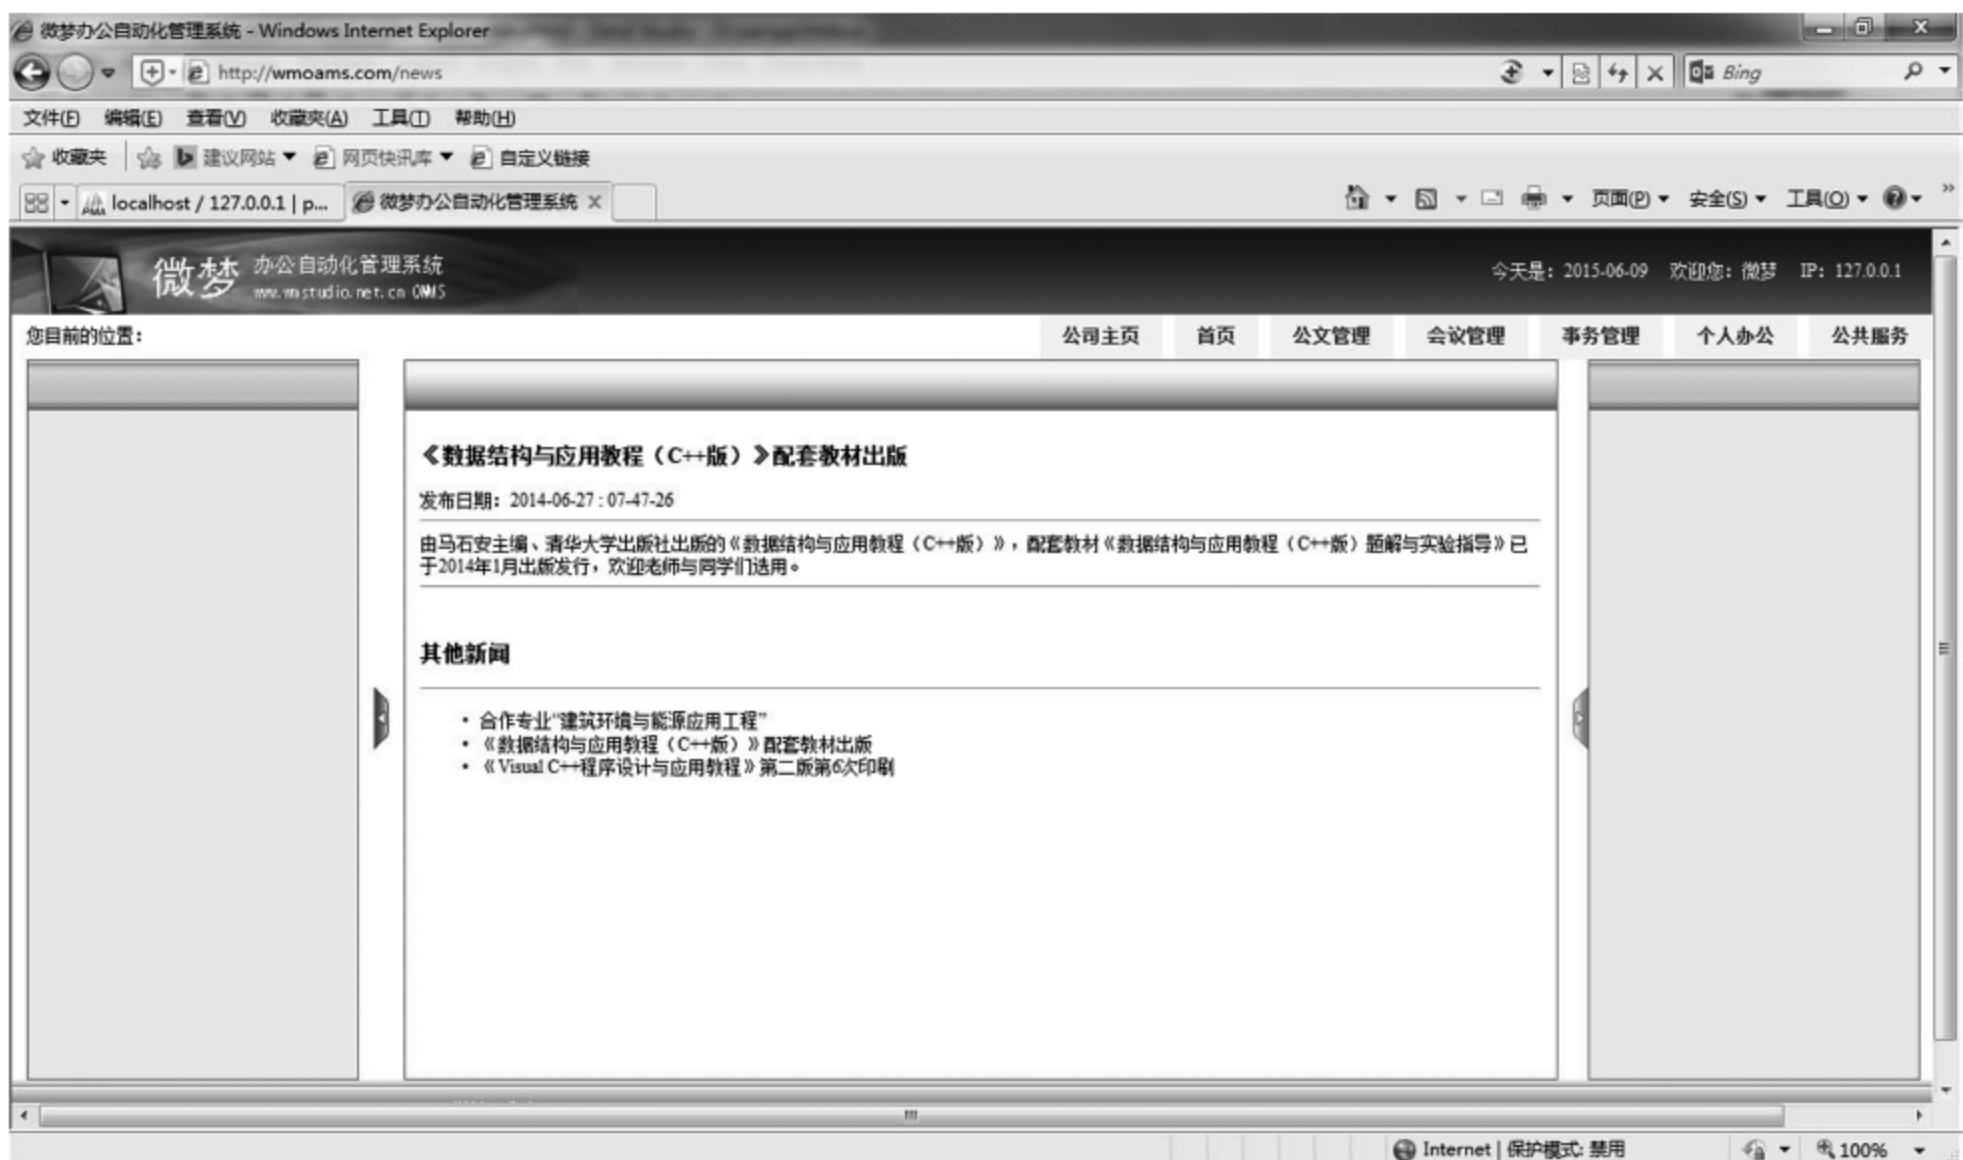 微梦办公自动化管理系统 - Windows Internet Explorer
http://wmoams.com/news
Bing
文件(F) 编辑(E) 查看(V) 收藏夹(A) 工具(T) 帮助(H)
收藏夹 建议网站 网页快讯库 自定义链接
localhost / 127.0.0.1 | p... 微梦办公自动化管理系统 页面(P) 安全(S) 工具(O)
微梦 办公自动化管理系统
www.wmstudio.net.cn OMMS
今天是：2015-06-09 欢迎您：微梦 IP：127.0.0.1
您目前的位置：
公司主页 首页 公文管理 会议管理 事务管理 个人办公 公共服务
《数据结构与应用教程（C++版）》配套教材出版
发布日期：2014-06-27 : 07-47-26
由马石安主编、清华大学出版社出版的《数据结构与应用教程（C++版）》，配套教材《数据结构与应用教程（C++版）题解与实验指导》已
于2014年1月出版发行，欢迎老师与同学们选用。
其他新闻
• 合作专业“建筑环境与能源应用工程”
• 《数据结构与应用教程（C++版）》配套教材出版
• 《Visual C++程序设计与应用教程》第二版第6次印刷
Internet | 保护模式: 禁用
100%